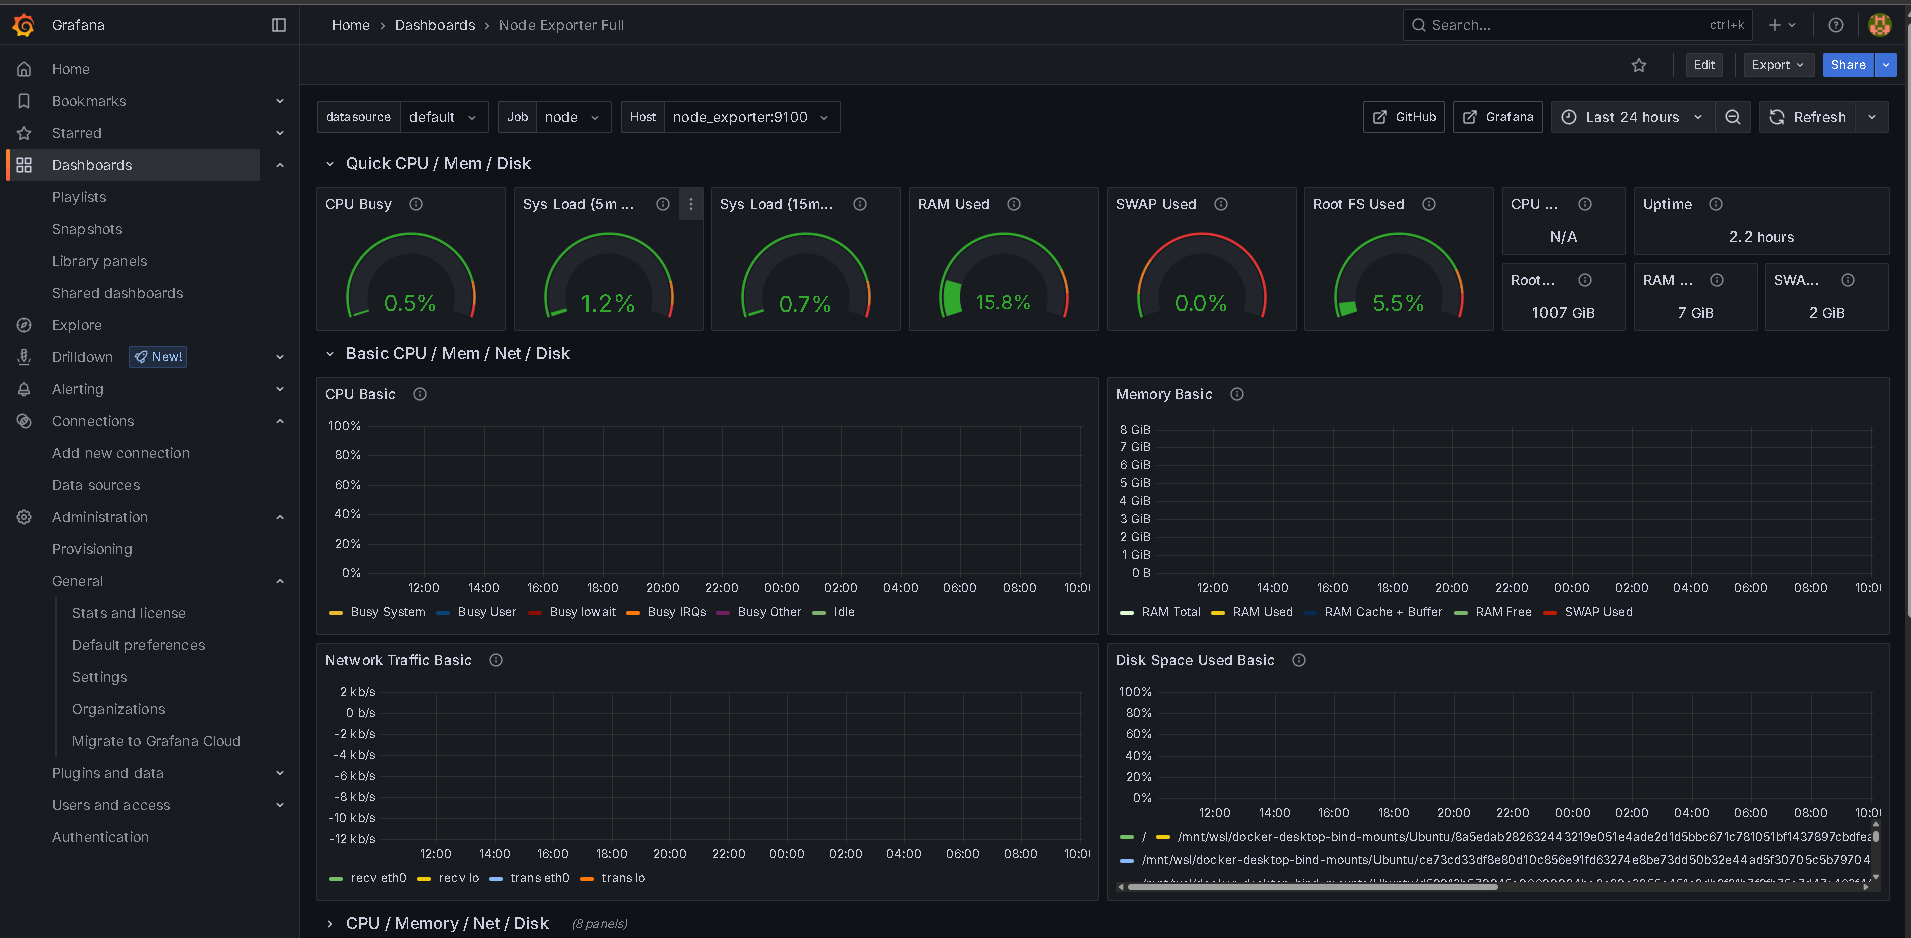 Grafana
Home › Dashboards › Node Exporter Full
Search...
ctrl+k
Home
Bookmarks
Starred
Dashboards
Playlists
Snapshots
Library panels
Shared dashboards
Explore
Drilldown New!
Alerting
Connections
Add new connection
Data sources
Administration
Provisioning
General
Stats and license
Default preferences
Settings
Organizations
Migrate to Grafana Cloud
Plugins and data
Users and access
Authentication
Edit
Export
Share
datasource default
Job node
Host node_exporter:9100
GitHub
Grafana
Last 24 hours
Refresh
Quick CPU / Mem / Disk
CPU Busy
0.5%
Sys Load (5m ...
1.2%
Sys Load (15m...
0.7%
RAM Used
15.8%
SWAP Used
0.0%
Root FS Used
5.5%
CPU ...
N/A
Uptime
2.2 hours
Root...
1007 GiB
RAM ...
7 GiB
SWA...
2 GiB
Basic CPU / Mem / Net / Disk
CPU Basic
100%
80%
60%
40%
20%
0%
12:00 14:00 16:00 18:00 20:00 22:00 00:00 02:00 04:00 06:00 08:00 10:00
Busy System Busy User Busy Iowait Busy IRQs Busy Other Idle
Memory Basic
8 GiB
7 GiB
6 GiB
5 GiB
4 GiB
3 GiB
2 GiB
1 GiB
0 B
12:00 14:00 16:00 18:00 20:00 22:00 00:00 02:00 04:00 06:00 08:00 10:00
RAM Total RAM Used RAM Cache + Buffer RAM Free SWAP Used
Network Traffic Basic
2 kb/s
0 b/s
-2 kb/s
-4 kb/s
-6 kb/s
-8 kb/s
-10 kb/s
-12 kb/s
12:00 14:00 16:00 18:00 20:00 22:00 00:00 02:00 04:00 06:00 08:00 10:00
recv eth0 recv lo trans eth0 trans lo
Disk Space Used Basic
100%
80%
60%
40%
20%
0%
12:00 14:00 16:00 18:00 20:00 22:00 00:00 02:00 04:00 06:00 08:00 10:00
/ /mnt/wsl/docker-desktop-bind-mounts/Ubuntu/8a5edab282632443219e051e4ade2d1d5bbc671c781051bf1437897cbdfea
/mnt/wsl/docker-desktop-bind-mounts/Ubuntu/ce73cd33df8e80d10c856e91fd63274e8be73dd50b32e44ad5f30705c5b79704
CPU / Memory / Net / Disk (8 panels)